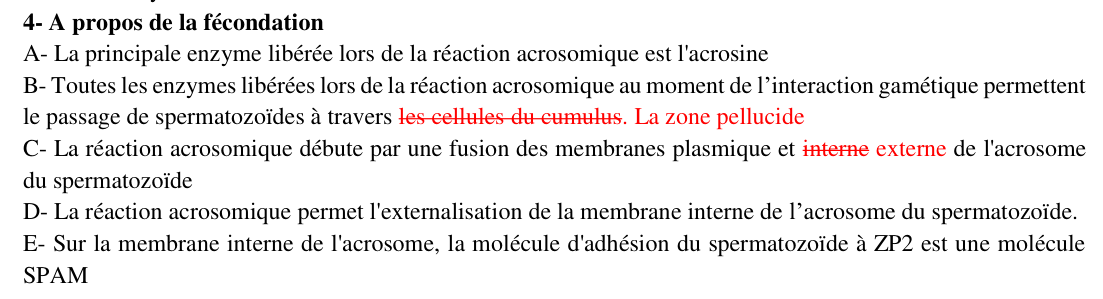 4- A propos de la fécondation
A- La principale enzyme libérée lors de la réaction acrosomique est l'acrosine
B- Toutes les enzymes libérées lors de la réaction acrosomique au moment de l’interaction gamétique permettent
le passage de spermatozoïdes à travers les cellules du cumulus. La zone pellucide
C- La réaction acrosomique débute par une fusion des membranes plasmique et interne externe de l'acrosome
du spermatozoïde
D- La réaction acrosomique permet l'externalisation de la membrane interne de l’acrosome du spermatozoïde.
E- Sur la membrane interne de l'acrosome, la molécule d'adhésion du spermatozoïde à ZP2 est une molécule
SPAM